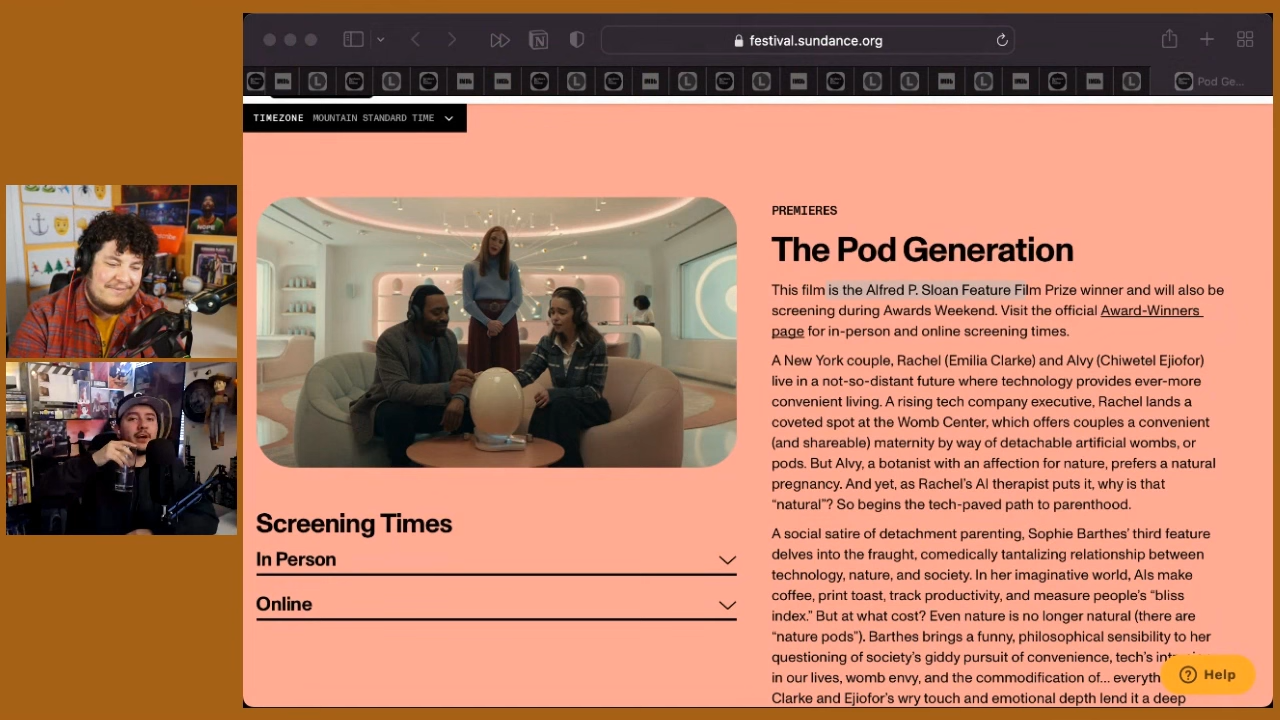 festival.sundance.org
Pod Ge...
TIMEZONE MOUNTAIN STANDARD TIME
NOPE
PREMIERES
The Pod Generation
This film is the Alfred P. Sloan Feature Film Prize winner and will also be
screening during Awards Weekend. Visit the official Award-Winners
page for in-person and online screening times.
A New York couple, Rachel (Emilia Clarke) and Alvy (Chiwetel Ejiofor)
live in a not-so-distant future where technology provides ever-more
convenient living. A rising tech company executive, Rachel lands a
coveted spot at the Womb Center, which offers couples a convenient
(and shareable) maternity by way of detachable artificial wombs, or
pods. But Alvy, a botanist with an affection for nature, prefers a natural
pregnancy. And yet, as Rachel's AI therapist puts it, why is that
“natural”? So begins the tech-paved path to parenthood.
A social satire of detachment parenting, Sophie Barthes’ third feature
delves into the fraught, comedically tantalizing relationship between
technology, nature, and society. In her imaginative world, AIs make
coffee, print toast, track productivity, and measure people’s “bliss
index.” But at what cost? Even nature is no longer natural (there are
“nature pods”). Barthes brings a funny, philosophical sensibility to her
questioning of society’s giddy pursuit of convenience, tech’s
in our lives, womb envy, and the commodification of...
Clarke and Ejiofor’s wry touch and emotional depth lend it a deep
Screening Times
In Person
Online
Help